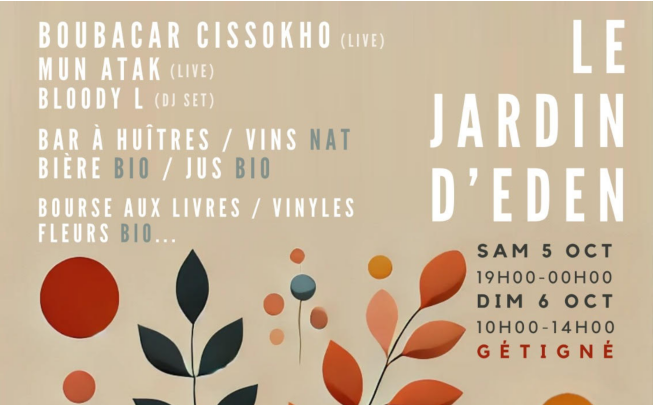 BOUBACAR CISSOKHO (LIVE)
MUN ATAK (LIVE)
BLOODY L (DJ SET)
BAR À HUÎTRES / VINS NAT
BIÈRE BIO / JUS BIO
BOURSE AUX LIVRES / VINYLES
FLEURS BIO...
LE
JARDIN
D'EDEN
SAM 5 OCT
19H00-00H00
DIM 6 OCT
10H00-14H00
GÉTIGNÉ